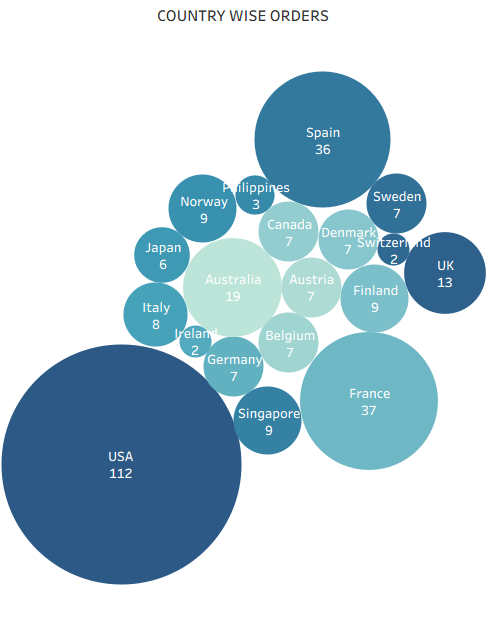 COUNTRY WISE ORDERS
Spain
36
Philippines
3
Sweden
7
Norway
9
Canada
7
Denmark
7
Switzerland
2
Japan
6
UK
13
Australia
19
Austria
7
Finland
9
Italy
8
Ireland
2
Belgium
7
Germany
7
France
37
Singapore
9
USA
112